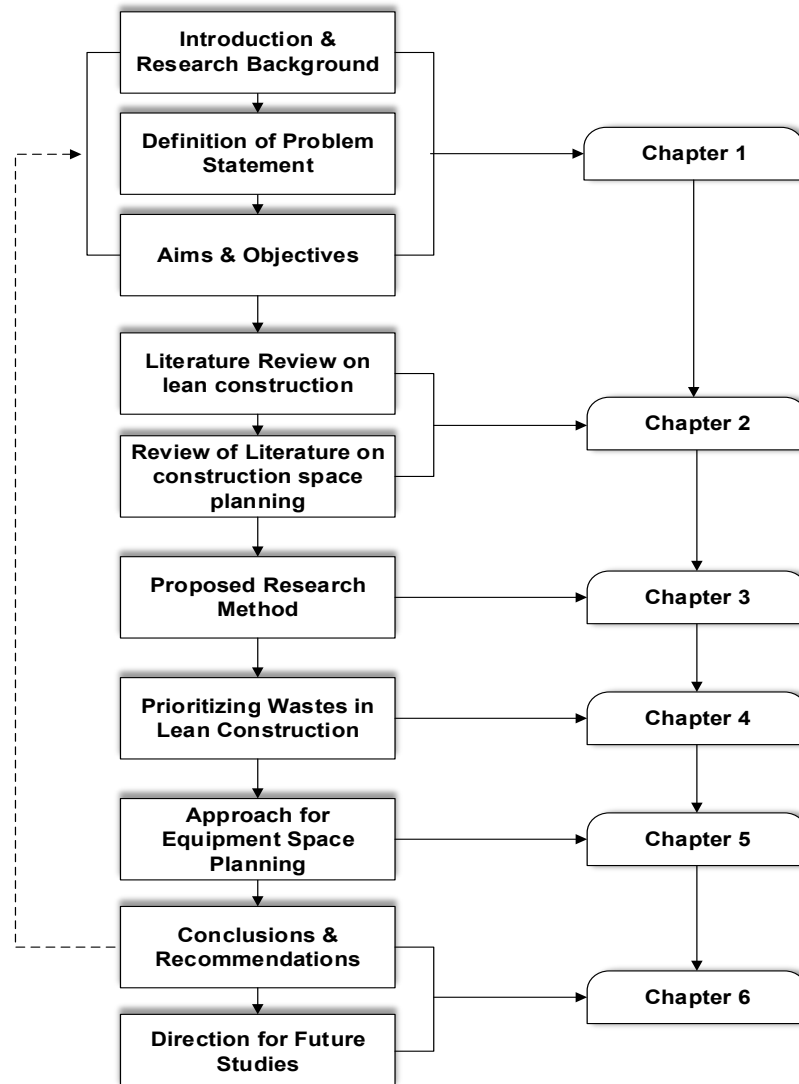 Introduction &
Research Background
Definition of Problem
Statement
Chapter 1
Aims & Objectives
Literature Review on
lean construction
Chapter 2
Review of Literature on
construction space
planning
Proposed Research
Method
Chapter 3
Prioritizing Wastes in
Lean Construction
Chapter 4
Approach for
Equipment Space
Planning
Chapter 5
Conclusions &
Recommendations
Chapter 6
Direction for Future
Studies